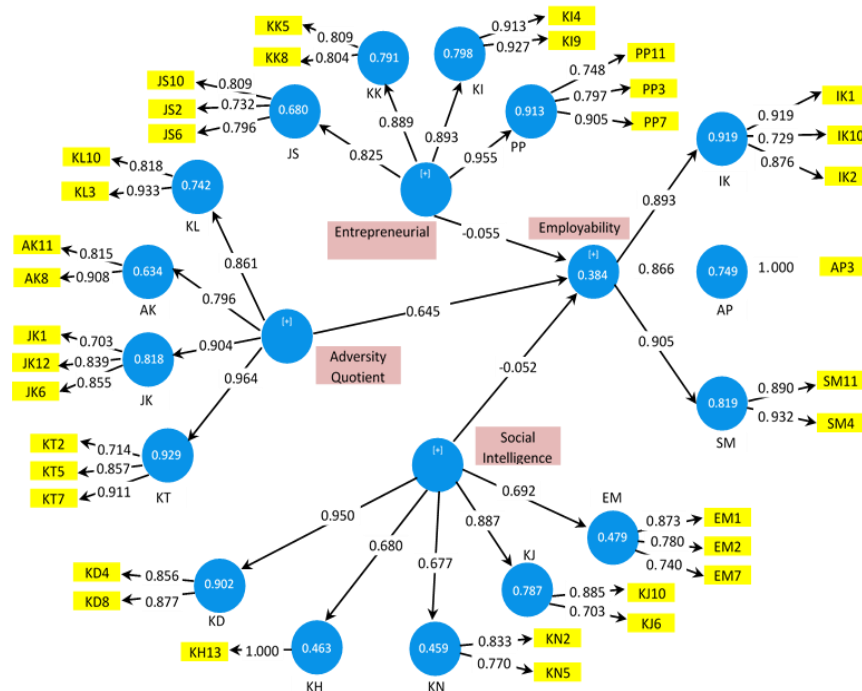 KK5
0.809
KK8
0.804
0.791
KK
0.913
KI4
0.798
0.927
KI9
KI
JS10
0.809
JS2
0.732
JS6
0.796
0.680
JS
0.889
0.893
0.825
0.955
0.913
PP
0.748
PP11
0.797
PP3
0.905
PP7
[+]
Entrepreneurial
-0.055
KL10
0.818
KL3
0.933
0.742
KL
0.861
AK11
0.815
AK8
0.908
0.634
AK
0.796
JK1
0.703
JK12
0.839
JK6
0.855
0.818
JK
0.904
KT2
0.714
KT5
0.857
KT7
0.911
0.929
KT
0.964
[+]
Adversity
Quotient
0.645
Employability
[+]
0.384
0.893
0.919
IK
0.919
IK1
0.729
IK10
0.876
IK2
0.866
0.749
AP
1.000
AP3
0.905
0.819
SM
0.890
SM11
0.932
SM4
-0.052
[+]
Social
Intelligence
0.950
0.680
0.677
0.887
0.692
KD4
0.856
KD8
0.877
0.902
KD
KH13
1.000
0.463
KH
0.459
KN
0.833
KN2
0.770
KN5
KJ
0.787
0.885
KJ10
0.703
KJ6
EM
0.479
0.873
EM1
0.780
EM2
0.740
EM7